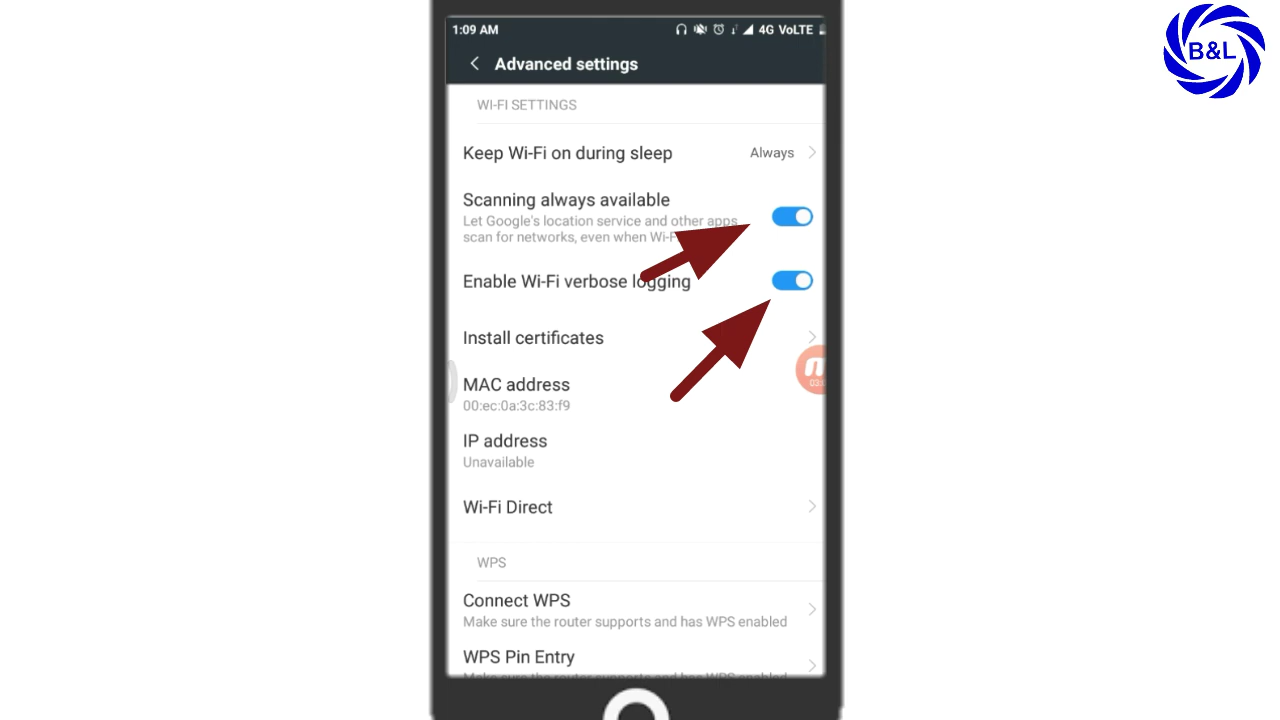 1:09 AM 4G VoLTE
B&L
Advanced settings
WI-FI SETTINGS
Keep Wi-Fi on during sleep Always
Scanning always available
Let Google's location service and other apps
scan for networks, even when Wi-F
Enable Wi-Fi verbose logging
Install certificates
MAC address
00:ec:0a:3c:83:f9
IP address
Unavailable
Wi-Fi Direct
WPS
Connect WPS
Make sure the router supports and has WPS enabled
WPS Pin Entry